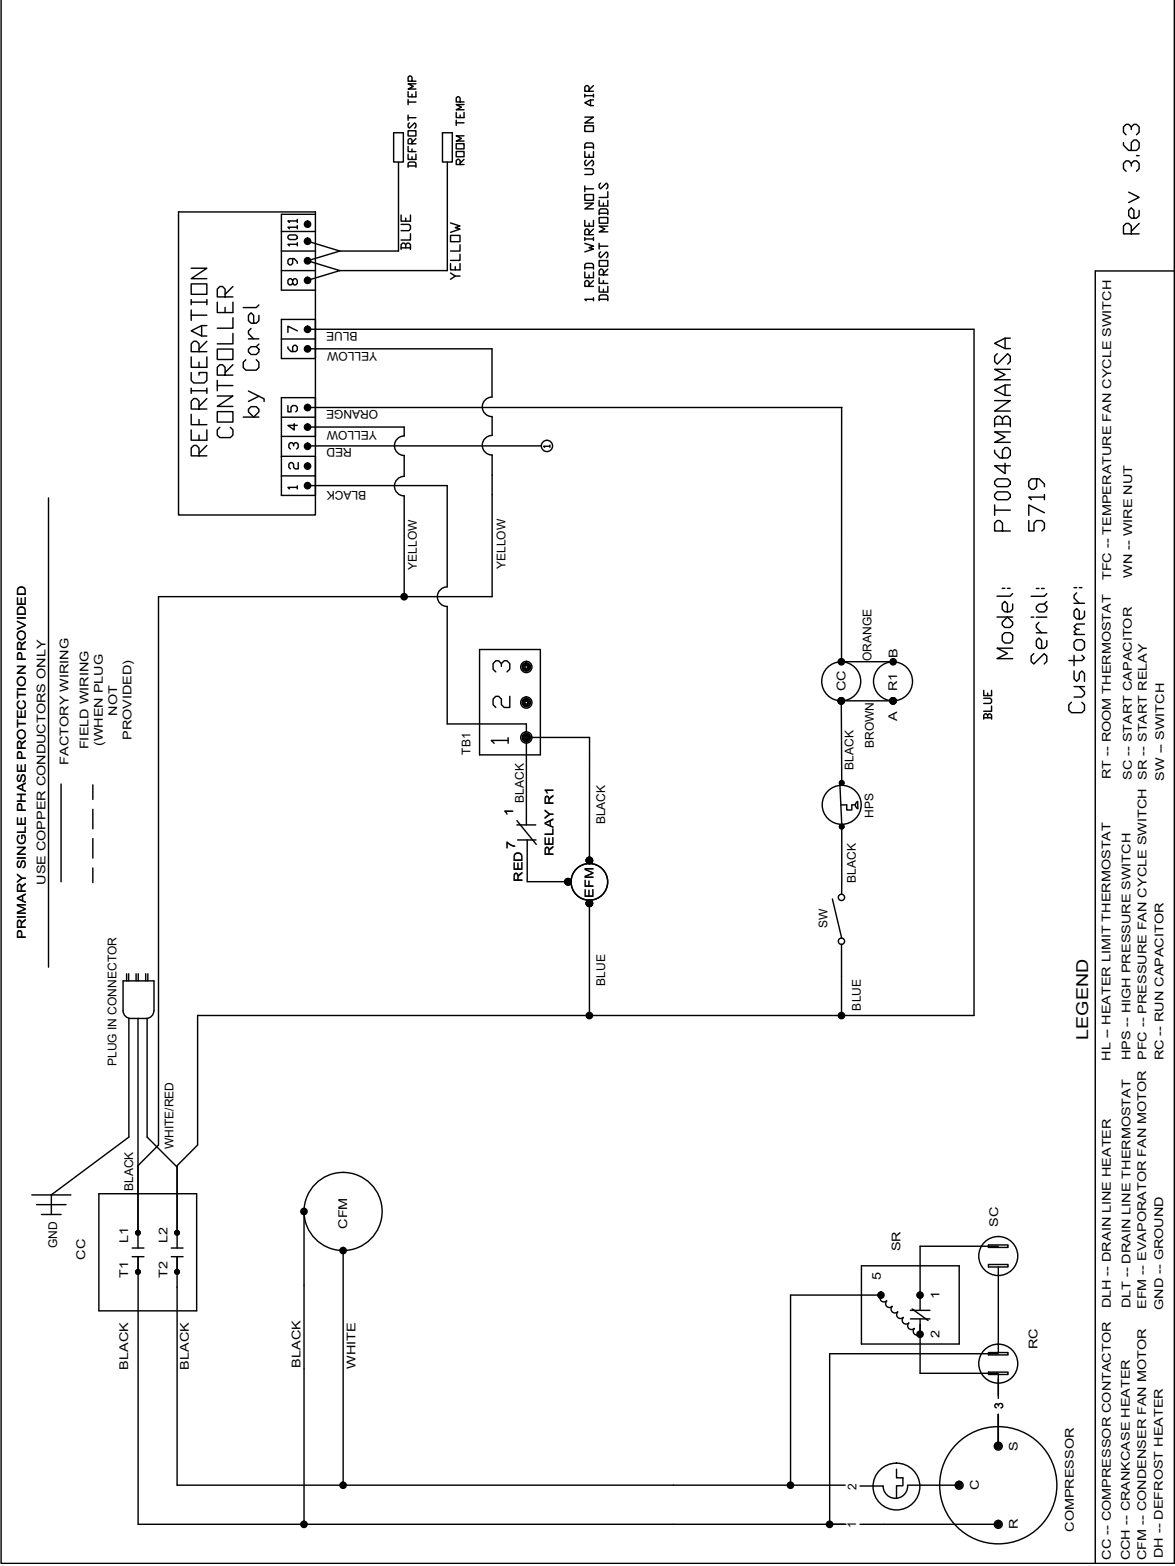 PRIMARY SINGLE PHASE PROTECTION PROVIDED
USE COPPER CONDUCTORS ONLY
FACTORY WIRING
FIELD WIRING
(WHEN PLUG
NOT
PROVIDED)
PLUG IN CONNECTOR
GND
CC
BLACK
WHITE/RED
T1 L1
T2 L2
BLACK
BLACK
BLACK
WHITE
CFM
REFRIGERATION
CONTROLLER
by Carel
1 2 3 4 5
6 7
8 9 10 11
BLACK
RED
YELLOW
ORANGE
YELLOW
BLUE
BLUE
DEFROST TEMP
YELLOW
ROOM TEMP
YELLOW
YELLOW
1
1 RED WIRE NOT USED ON AIR
DEFROST MODELS
TB1
1 2 3
BLACK
RED 7 1
RELAY R1
EFM
BLACK
BLUE
BLUE
SW
BLACK
HPS
BLACK
BROWN
CC
ORANGE
A R1 B
BLUE
SR
5
2 1
SC
RC
3
1
2
R C S
COMPRESSOR
Model: PT0046MBNAMSA
Serial: 5719
Customer:
Rev 3.63
LEGEND
CC -- COMPRESSOR CONTACTOR
CCH -- CRANKCASE HEATER
CFM -- CONDENSER FAN MOTOR
DH -- DEFROST HEATER
DLH -- DRAIN LINE HEATER
DLT -- DRAIN LINE THERMOSTAT
EFM -- EVAPORATOR FAN MOTOR
GND -- GROUND
HL -- HEATER LIMIT THERMOSTAT
HPS -- HIGH PRESSURE SWITCH
PFC -- PRESSURE FAN CYCLE SWITCH
RC -- RUN CAPACITOR
RT -- ROOM THERMOSTAT
SC -- START CAPACITOR
SR -- START RELAY
SW -- SWITCH
TFC -- TEMPERATURE FAN CYCLE SWITCH
WN -- WIRE NUT